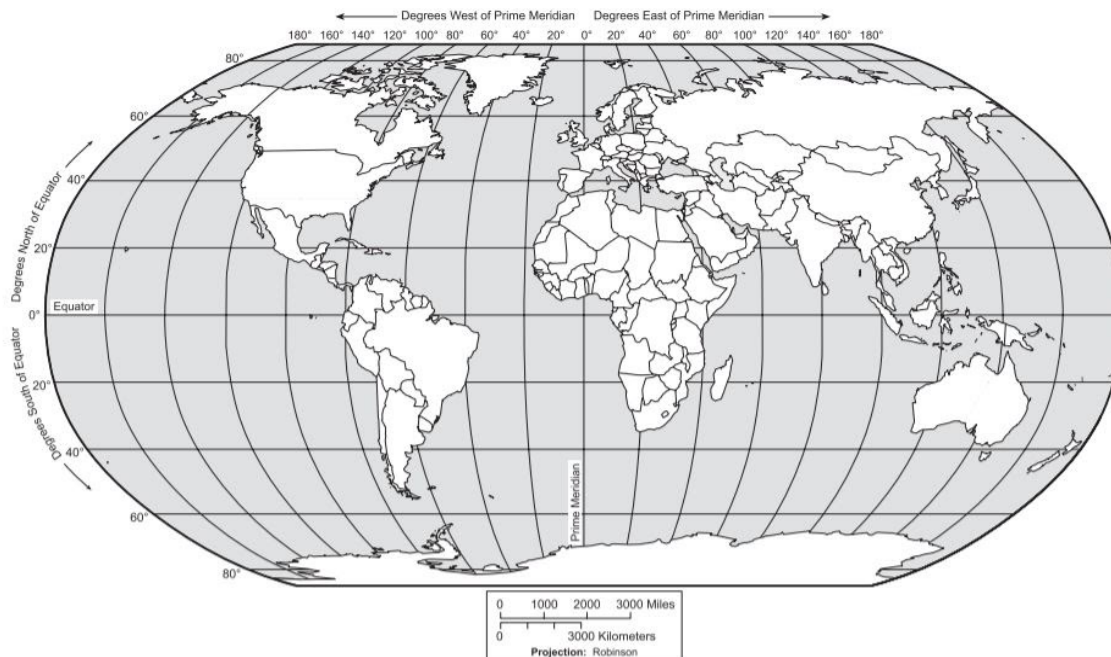 Degrees West of Prime Meridian Degrees East of Prime Meridian
180° 160° 140° 120° 100° 80° 60° 40° 20° 0° 20° 40° 60° 80° 100° 120° 140° 160° 180°
80°
60°
40°
20°
Degrees North of Equator
Equator
0°
Degrees South of Equator
20°
40°
60°
80°
Prime Meridian
0 1000 2000 3000 Miles
0 3000 Kilometers
Projection: Robinson